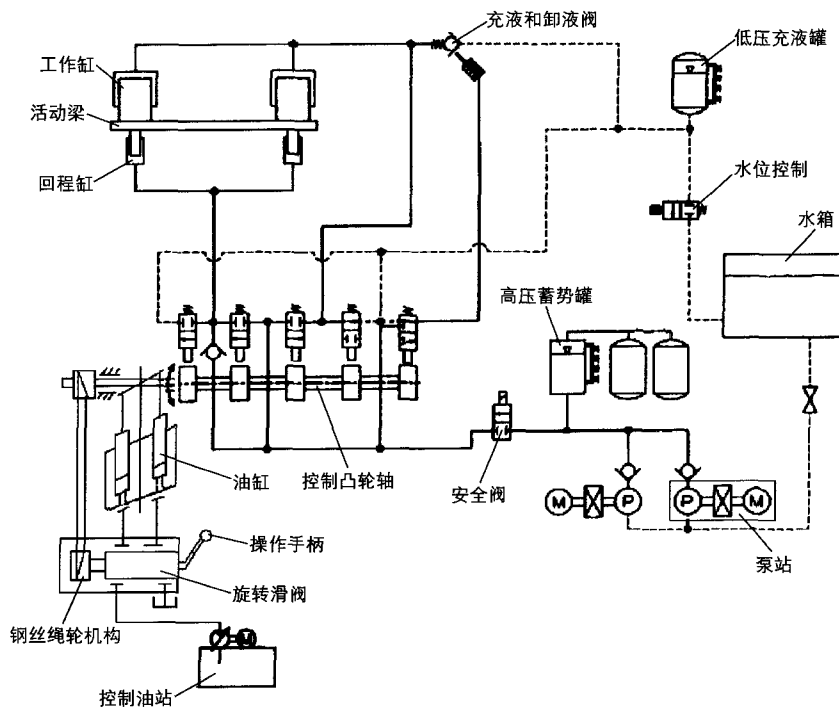 充液和卸液阀
低压充液罐
工作缸
活动梁
回程缸
水位控制
水箱
高压蓄势罐
油缸
控制凸轮轴
安全阀
M
P
P
M
泵站
操作手柄
旋转滑阀
钢丝绳轮机构
M
控制油站